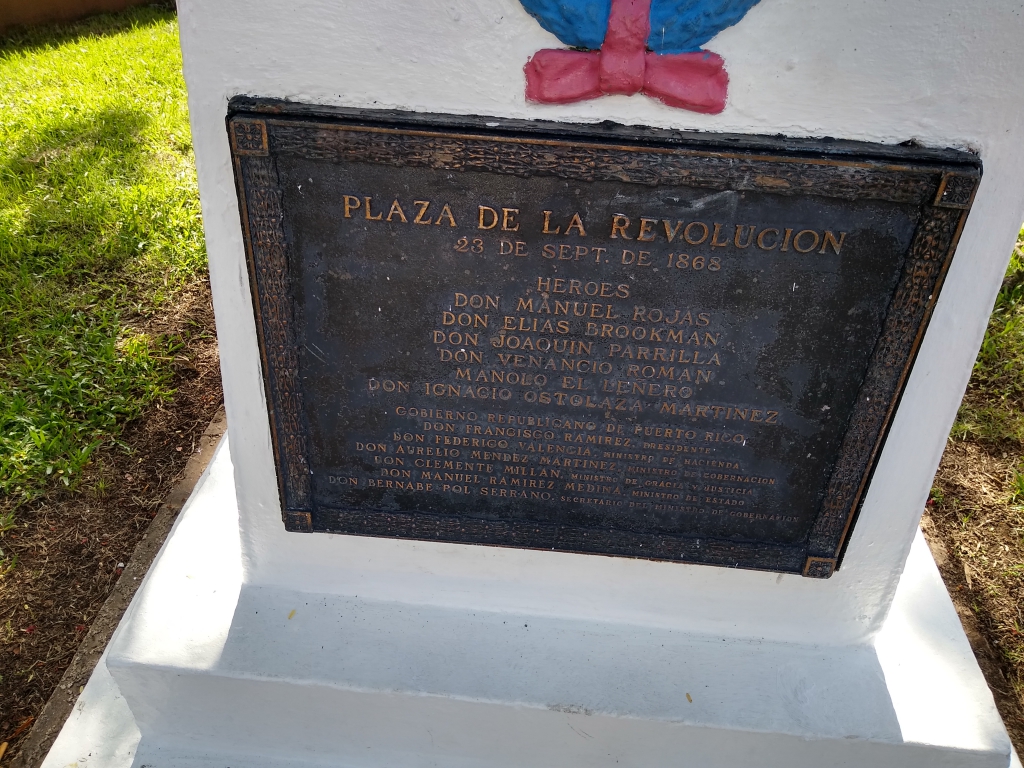 PLAZA DE LA REVOLUCION
23 DE SEPT. DE 1868
HEROES
DON MANUEL ROJAS
DON ELIAS BROOKMAN
DON JOAQUIN PARRILLA
DON VENANCIO ROMAN
MANOLO EL LEÑERO
DON IGNACIO OSTOLAZA MARTINEZ
GOBIERNO REPUBLICANO DE PUERTO RICO
DON FRANCISCO RAMIREZ, PRESIDENTE
DON FEDERICO VALENCIA, MINISTRO DE HACIENDA
DON AURELIO MENDEZ MARTINEZ, MINISTRO GOBERNACION
DON CLEMENTE MILLAN, MINISTRO DE GRACIA Y JUSTICIA
DON MANUEL RAMIREZ MEDINA, MINISTRO DE ESTADO
DON BERNABE POL SERRANO, SECRETARIO DEL MINISTRO DE GOBERNACION